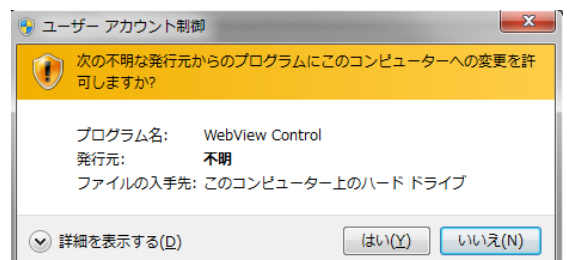 ユーザー アカウント制御
次の不明な発行元からのプログラムにこのコンピューターへの変更を許
可しますか?
プログラム名: WebView Control
発行元: 不明
ファイルの入手先: このコンピューター上のハード ドライブ
詳細を表示する(D) はい(Y) いいえ(N)